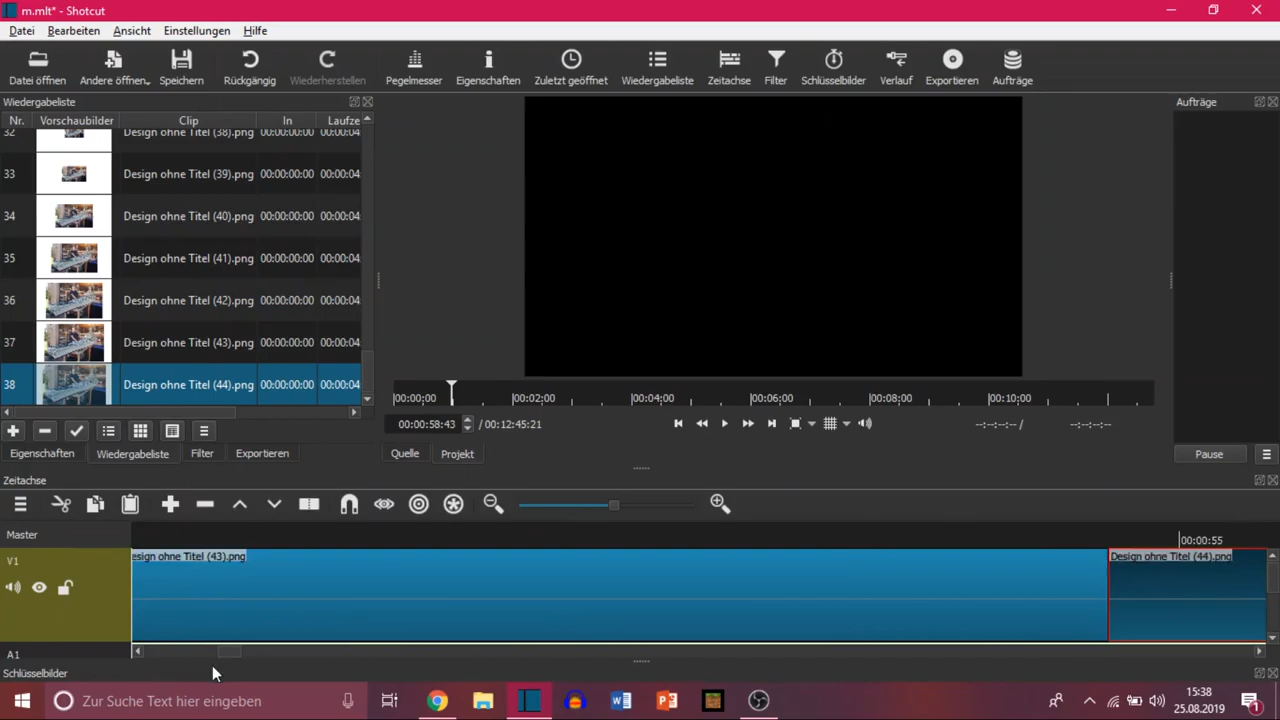 m.mlt* - Shotcut
Datei Bearbeiten Ansicht Einstellungen Hilfe
Datei öffnen Andere öffnen... Speichern Rückgängig Wiederherstellen Pegelmesser Eigenschaften Zuletzt geöffnet Wiedergabeliste Zeitachse Filter Schlüsselbilder Verlauf Exportieren Aufträge
Wiedergabeliste
Nr. Vorschaubilder Clip In Laufze
32 Design ohne Titel (38).png 00:00:00:00 00:00:04
33 Design ohne Titel (39).png 00:00:00:00 00:00:04
34 Design ohne Titel (40).png 00:00:00:00 00:00:04
35 Design ohne Titel (41).png 00:00:00:00 00:00:04
36 Design ohne Titel (42).png 00:00:00:00 00:00:04
37 Design ohne Titel (43).png 00:00:00:00 00:00:04
38 Design ohne Titel (44).png 00:00:00:00 00:00:04
Eigenschaften Wiedergabeliste Filter Exportieren
|00:00;00 |00:02;00 |00:04;00 |00:06;00 |00:08;00 |00:10;00
00:00:58:43 / 00:12:45:21 --:--:--:-- / --:--:--:--
Quelle Projekt
Aufträge
Pause
Zeitachse
Master
00:00:55
V1
esign ohne Titel (43).png Design ohne Titel (44).png
A1
Schlüsselbilder
Zur Suche Text hier eingeben
15:38
25.08.2019
1